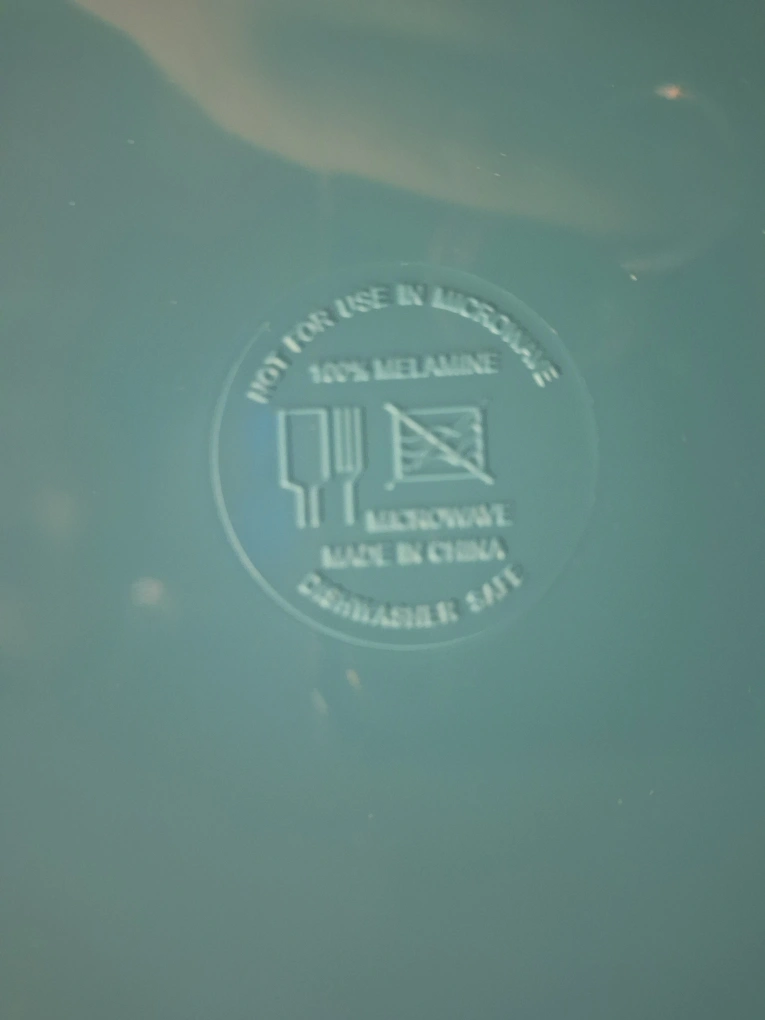 NOT FOR USE IN MICROWAVE
100% MELAMINE
MICROWAVE
MADE IN CHINA
DISHWASHER SAFE